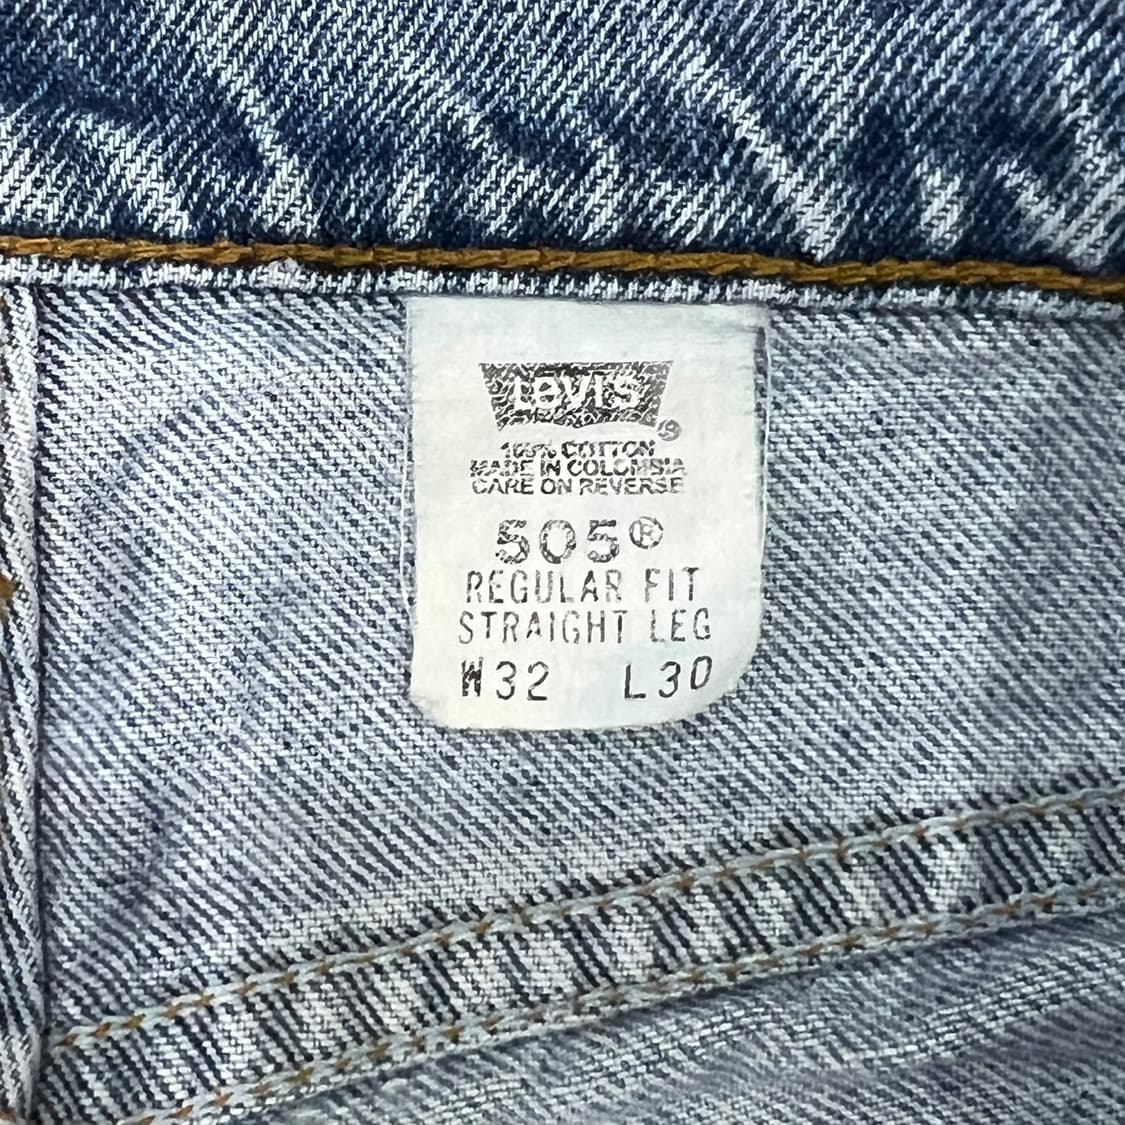 Levi's®
100% COTTON
MADE IN COLOMBIA
CARE ON REVERSE
505®
REGULAR FIT
STRAIGHT LEG
W32 L30